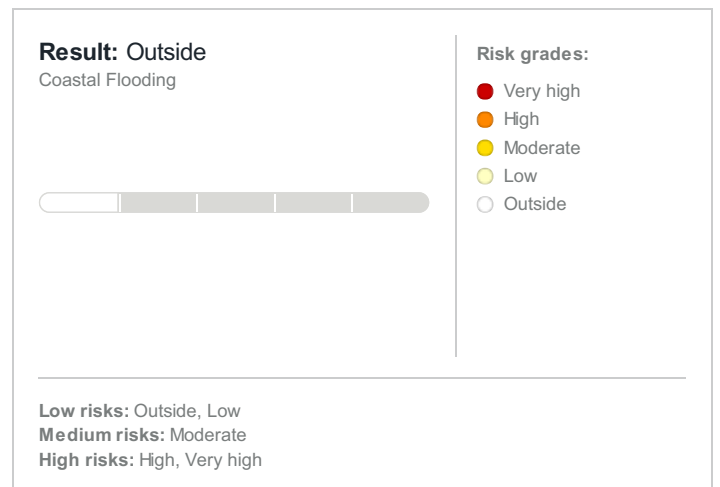 Result: Outside
Coastal Flooding
Risk grades:
Very high
High
Moderate
Low
Outside
Low risks: Outside, Low
Medium risks: Moderate
High risks: High, Very high